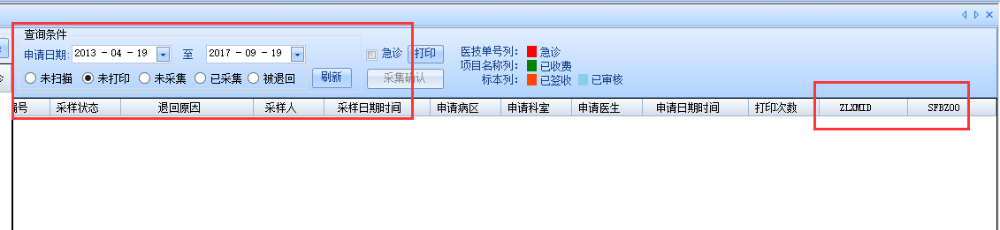 查询条件
申请日期: 2013 - 04 - 19 至 2017 - 09 - 19 急诊 打印 医技单号列: 急诊
项目名称列: 已收费
未扫描 未打印 未采集 已采集 被退回 刷新 采集确认 标本列: 已签收 已审核
编号 采样状态 退回原因 采样人 采样日期时间 申请病区 申请科室 申请医生 申请日期时间 打印次数 ZLXMID SFBZ00